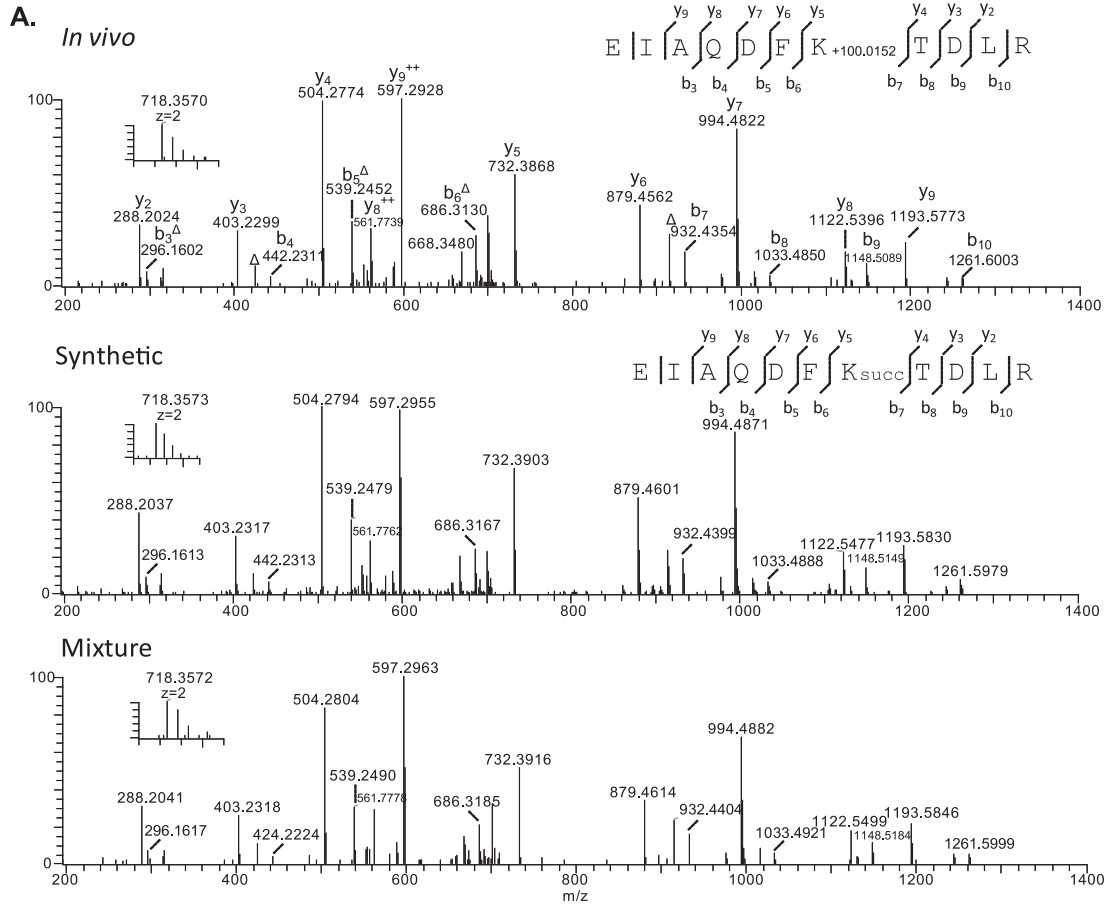 A.
In vivo
y9 y8 y7 y6 y5 y4 y3 y2
E I A Q D F K +100.0152 T D L R
b3 b4 b5 b6 b7 b8 b9 b10
718.3570
z=2
100
0
y2
288.2024
b3Δ
296.1602
y3
403.2299
Δ
b4
442.2311
y4
504.2774
b5Δ
539.2452
y8++
561.7739
y9++
597.2928
b6Δ
686.3130
668.3480
y5
732.3868
y6
879.4562
Δ
b7
932.4354
y7
994.4822
b8
1033.4850
y8
1122.5396
b9
1148.5089
y9
1193.5773
b10
1261.6003
200 400 600 800 1000 1200 1400
Synthetic
y9 y8 y7 y6 y5 y4 y3 y2
E I A Q D F Ksucc T D L R
b3 b4 b5 b6 b7 b8 b9 b10
718.3573
z=2
100
0
288.2037
296.1613
403.2317
442.2313
504.2794
539.2479
561.7762
597.2955
686.3167
732.3903
879.4601
932.4399
994.4871
1033.4888
1122.5477
1148.5149
1193.5830
1261.5979
200 400 600 800 1000 1200 1400
Mixture
718.3572
z=2
100
0
288.2041
296.1617
403.2318
424.2224
504.2804
539.2490
561.7778
597.2963
686.3185
732.3916
879.4614
932.4404
994.4882
1033.4921
1122.5499
1148.5184
1193.5846
1261.5999
200 400 600 800 1000 1200 1400
m/z